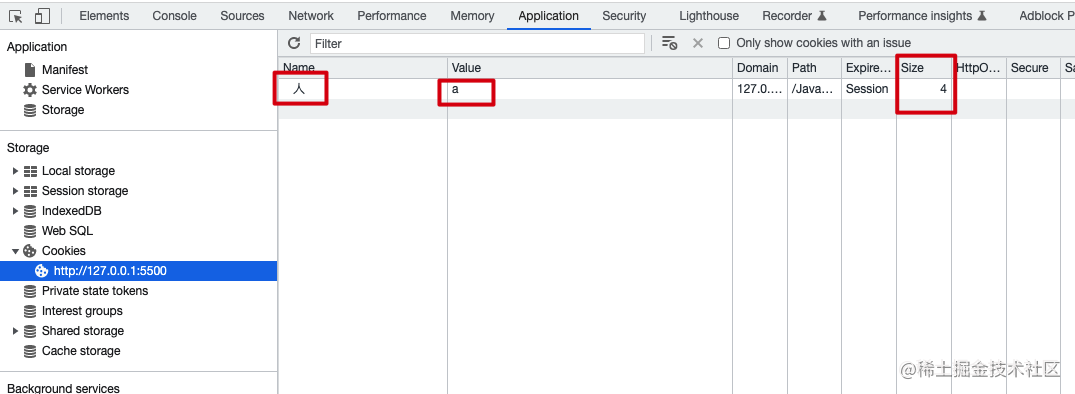 Elements Console Sources Network Performance Memory Application Security Lighthouse Recorder Performance insights Adblock P
Application
Manifest
Service Workers
Storage
Storage
Local storage
Session storage
IndexedDB
Web SQL
Cookies
http://127.0.0.1:5500
Private state tokens
Interest groups
Shared storage
Cache storage
Background services
Filter
Only show cookies with an issue
Name Value Domain Path Expire... Size HttpO... Secure Sa
人 a 127.0.... /Java... Session 4
@稀土掘金技术社区